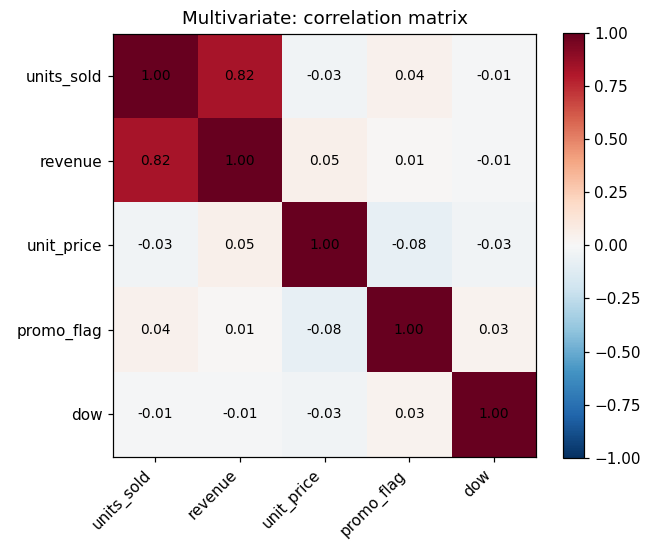 Multivariate: correlation matrix
units_sold 1.00 0.82 -0.03 0.04 -0.01
revenue 0.82 1.00 0.05 0.01 -0.01
unit_price -0.03 0.05 1.00 -0.08 -0.03
promo_flag 0.04 0.01 -0.08 1.00 0.03
dow -0.01 -0.01 -0.03 0.03 1.00
units_sold revenue unit_price promo_flag dow
1.00
0.75
0.50
0.25
0.00
−0.25
−0.50
−0.75
−1.00